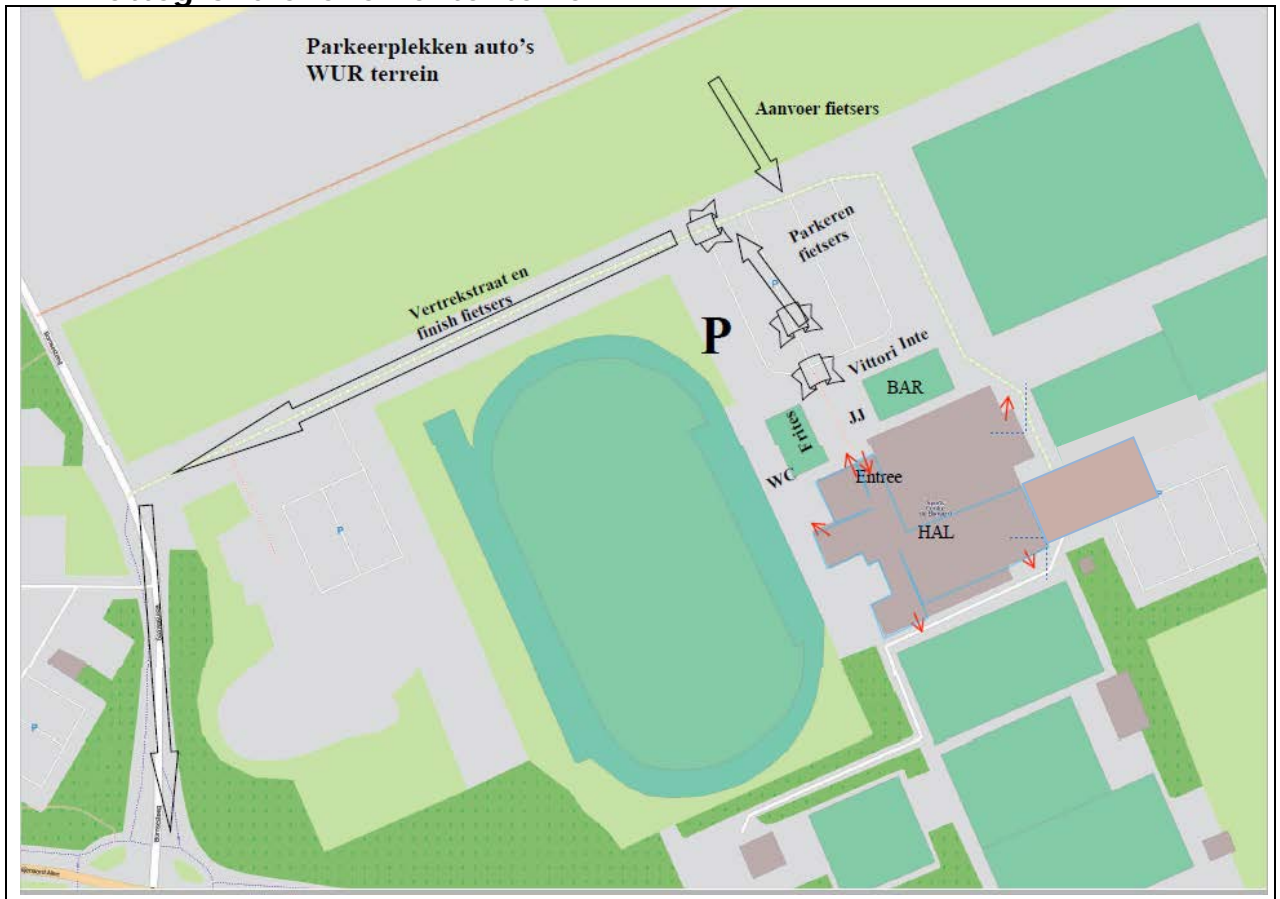 Parkeerplekken auto's
WUR terrein
Aanvoer fietsers
Parkeren
fietsers
Vertrekstraat en
finish fietsers
P
P
Vittori Inte
BAR
JJ
Frites
WC
Entree
HAL
P
P
P
Bornsesteeg